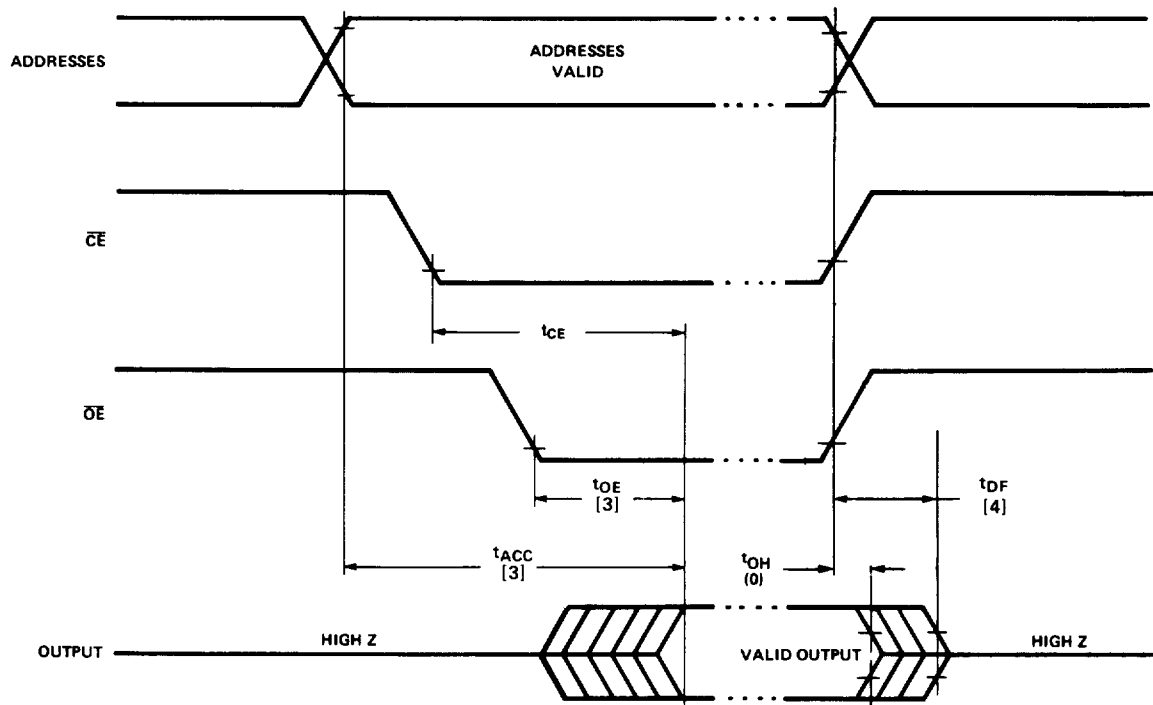 ADDRESSES
ADDRESSES
VALID
CE
tCE
OE
tOE
[3]
tDF
[4]
tACC
[3]
tOH
(0)
OUTPUT
HIGH Z
VALID OUTPUT
HIGH Z